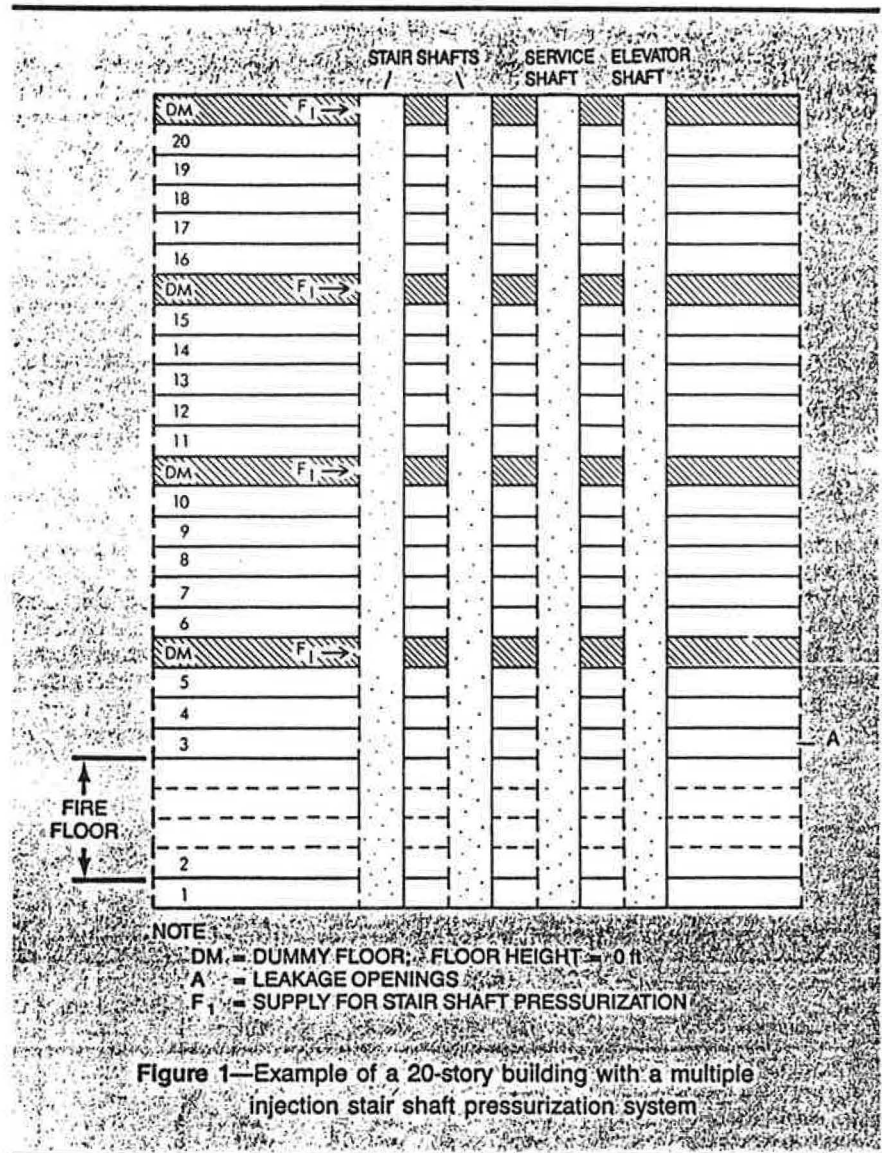 STAIR SHAFTS SERVICE SHAFT ELEVATOR SHAFT
DM F1 →
20
19
18
17
16
DM F1 →
15
14
13
12
11
DM F1 →
10
9
8
7
6
DM F1 →
5
4
3 A
FIRE FLOOR
2
1
NOTE:
DM = DUMMY FLOOR; FLOOR HEIGHT = 0 ft
A = LEAKAGE OPENINGS
F1 = SUPPLY FOR STAIR SHAFT PRESSURIZATION
Figure 1—Example of a 20-story building with a multiple
injection stair shaft pressurization system